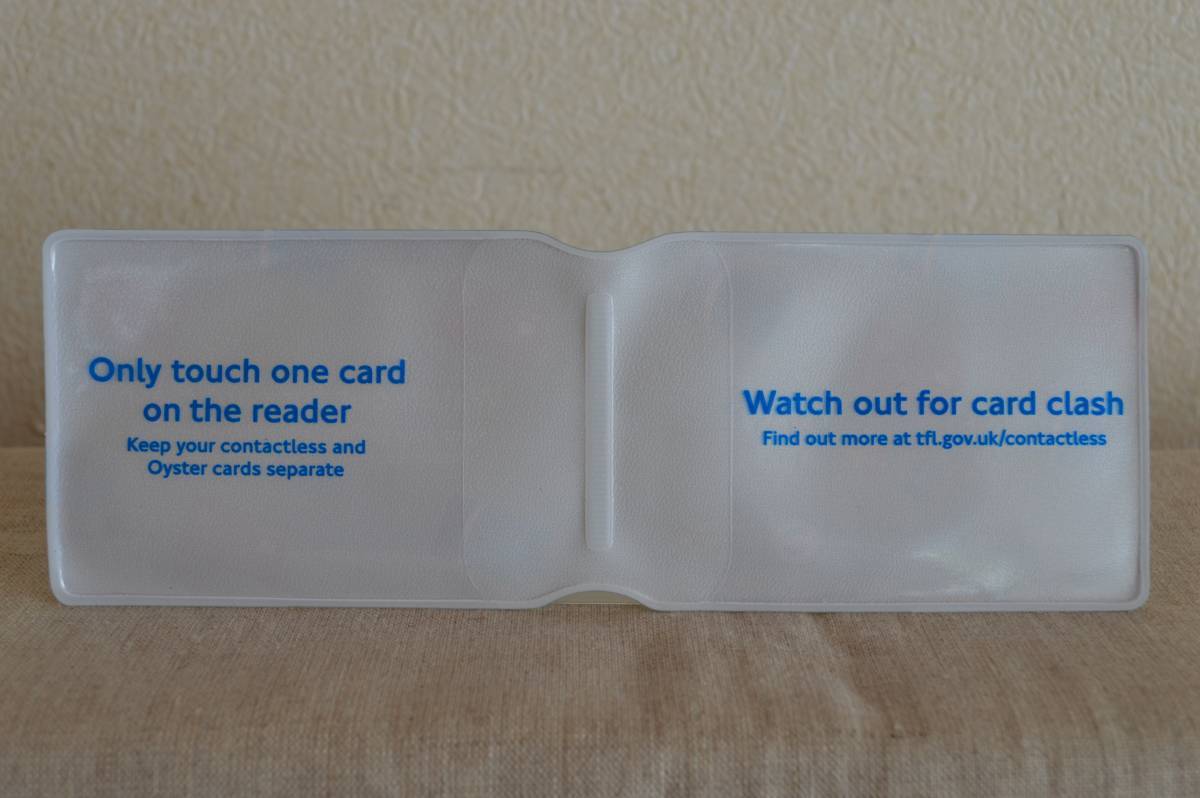 Only touch one card
on the reader
Keep your contactless and
Oyster cards separate
Watch out for card clash
Find out more at tfl.gov.uk/contactless